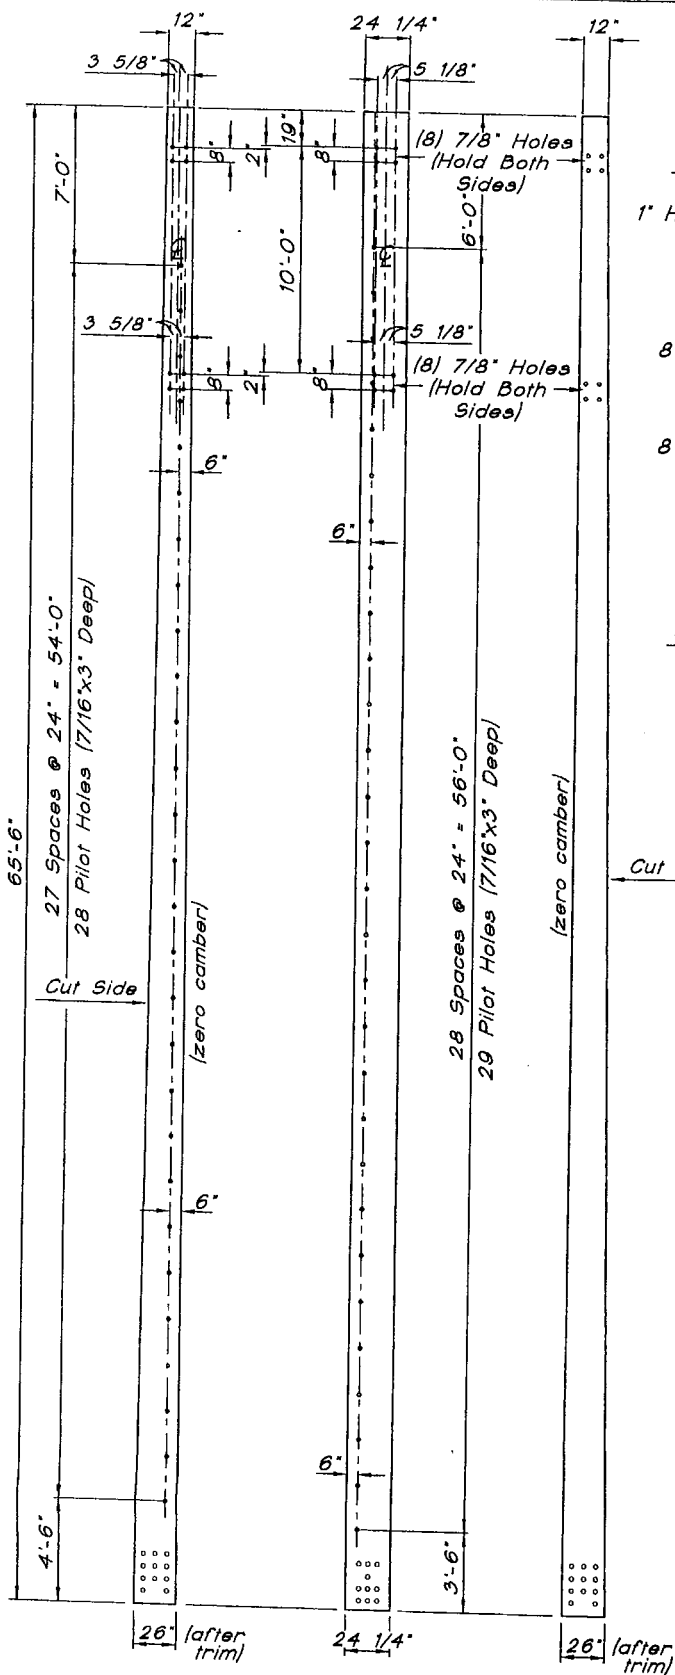 12"
24 1/4"
12"
3 5/8"
5 1/8"
7'-0"
8"
2"
8"
19"
(8) 7/8" Holes
(Hold Both
Sides)
6'-0"
1" H
10'-0"
℄
℄
3 5/8"
5 1/8"
8"
2"
8"
(8) 7/8" Holes
(Hold Both
Sides)
8
8
6"
6"
65'-6"
27 Spaces @ 24" = 54'-0"
28 Pilot Holes (7/16"x3" Deep)
28 Spaces @ 24" = 56'-0"
29 Pilot Holes (7/16"x3" Deep)
(zero camber)
Cut
Cut Side
(zero camber)
6"
6"
4'-6"
3'-6"
26" (after
trim)
24 1/4"
26" (after
trim)